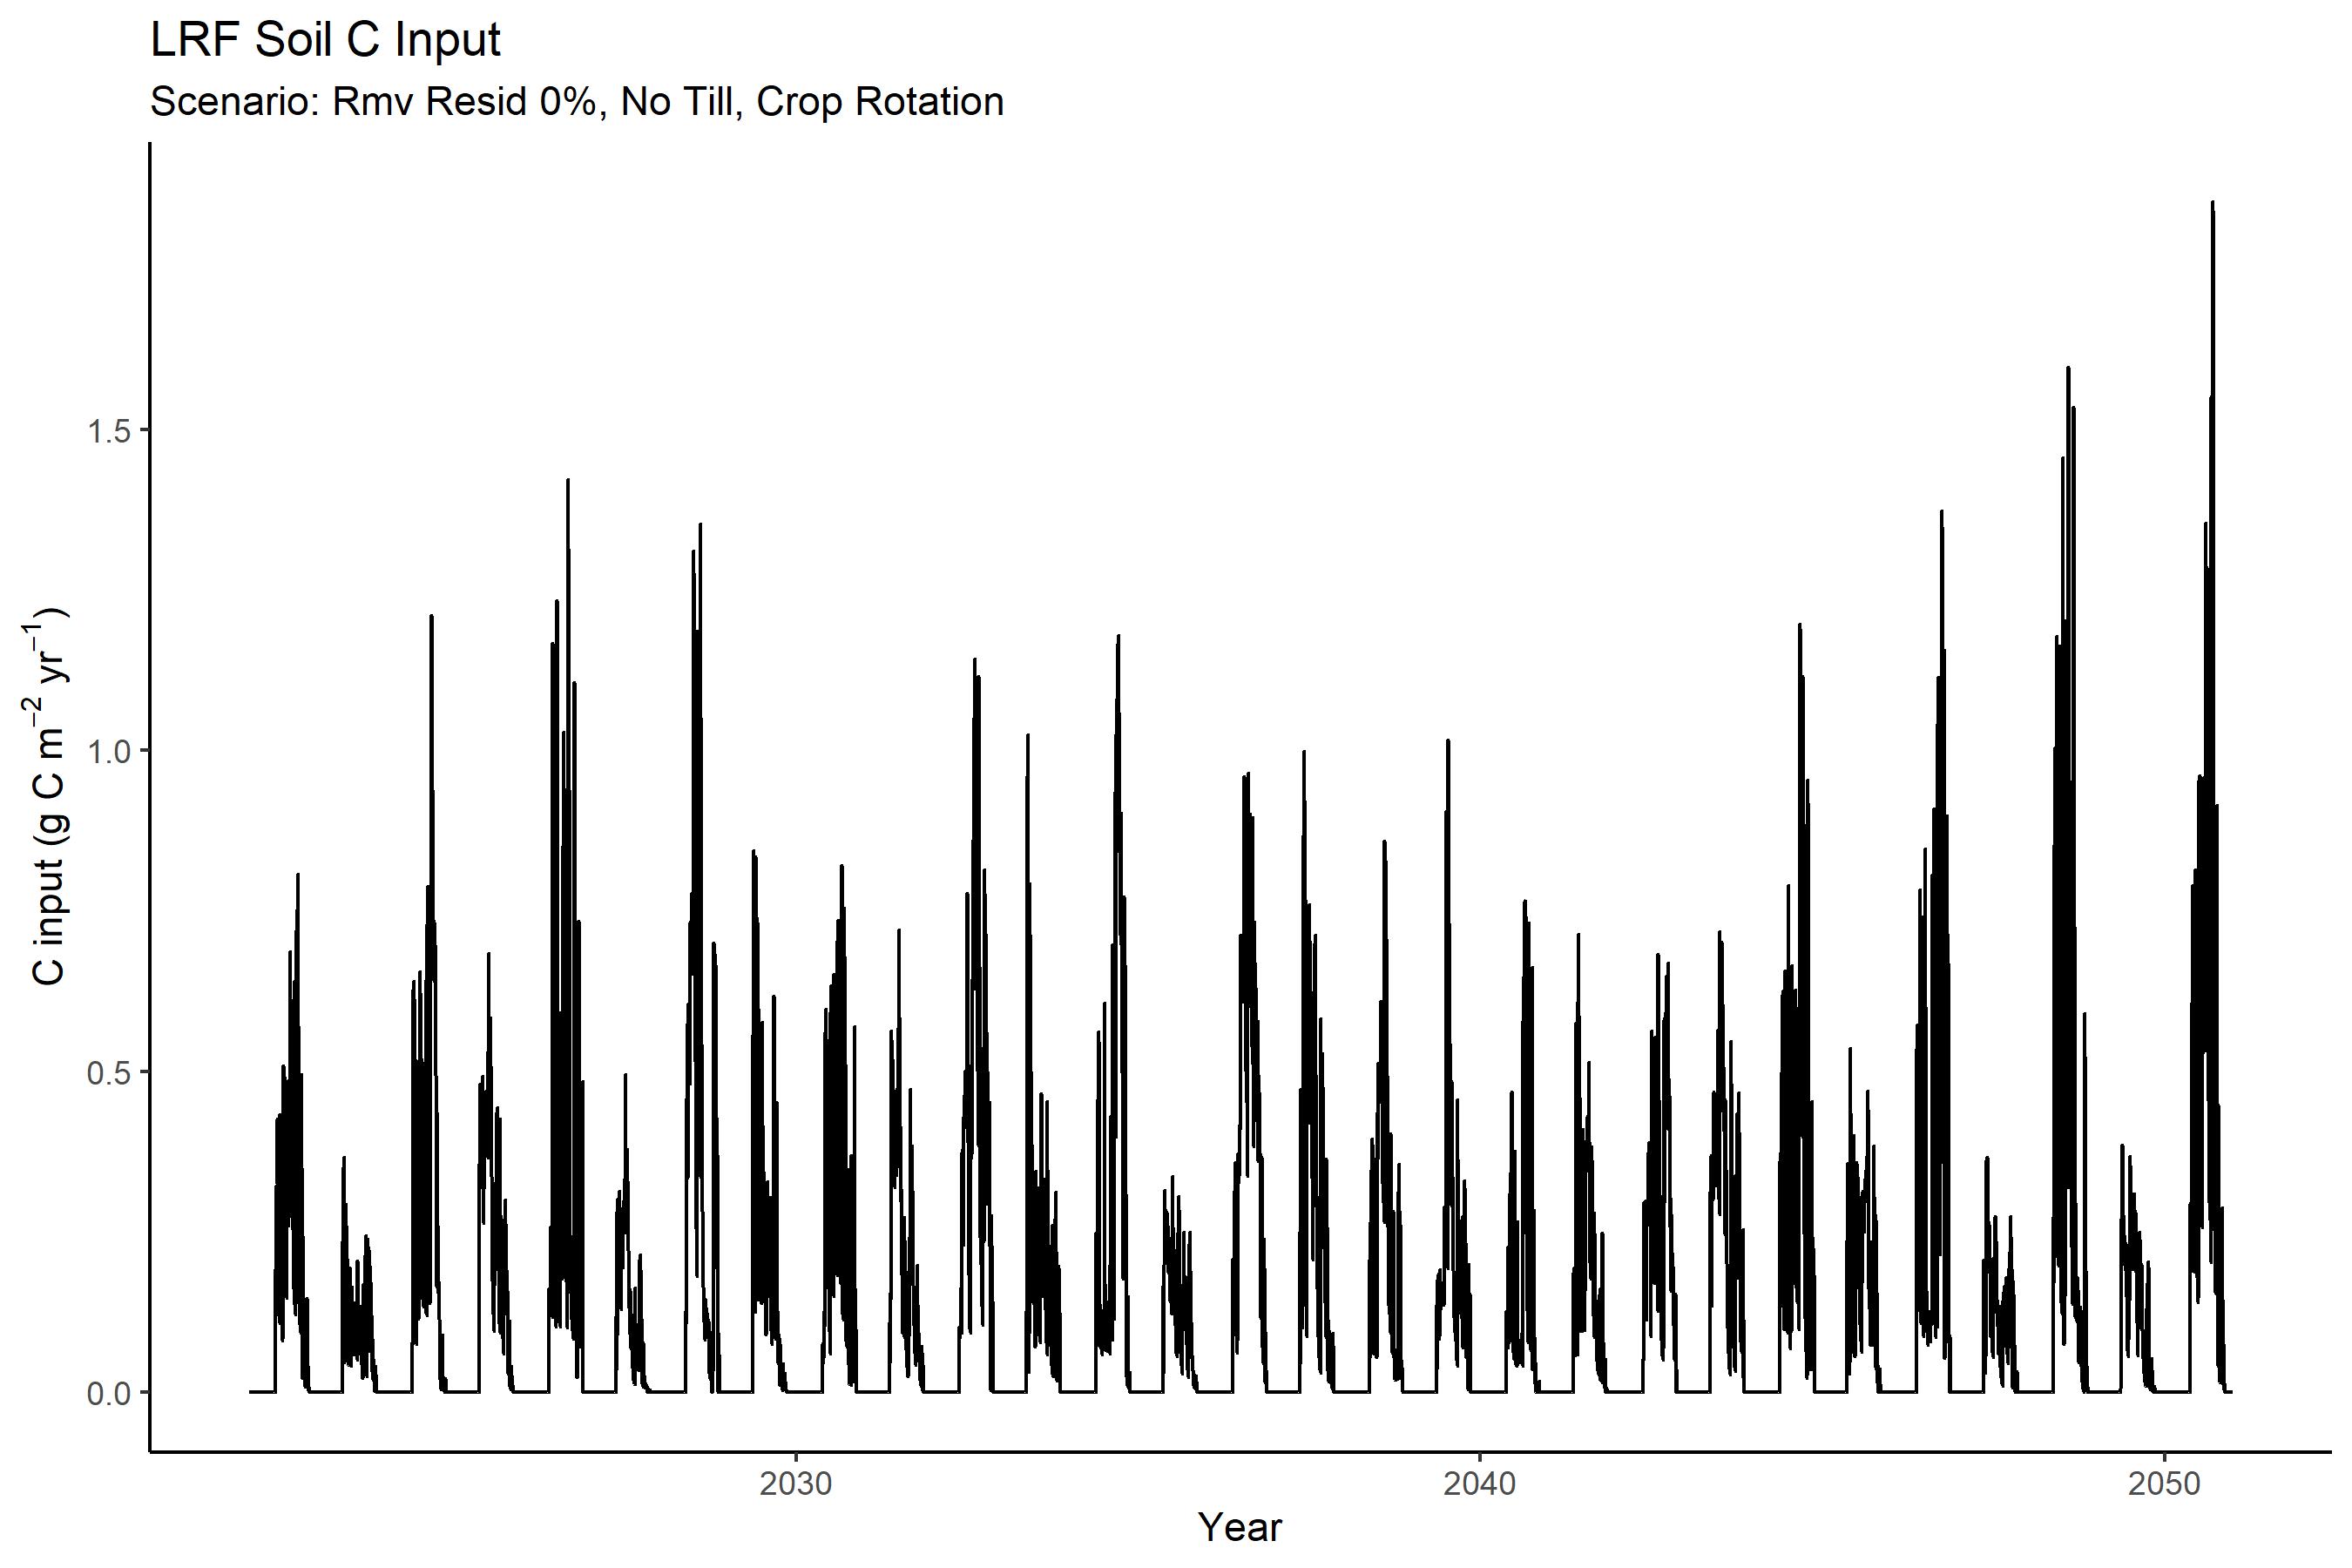 LRF Soil C Input
Scenario: Rmv Resid 0%, No Till, Crop Rotation
C input (g C m⁻² yr⁻¹)
1.5
1.0
0.5
0.0
2030
2040
2050
Year